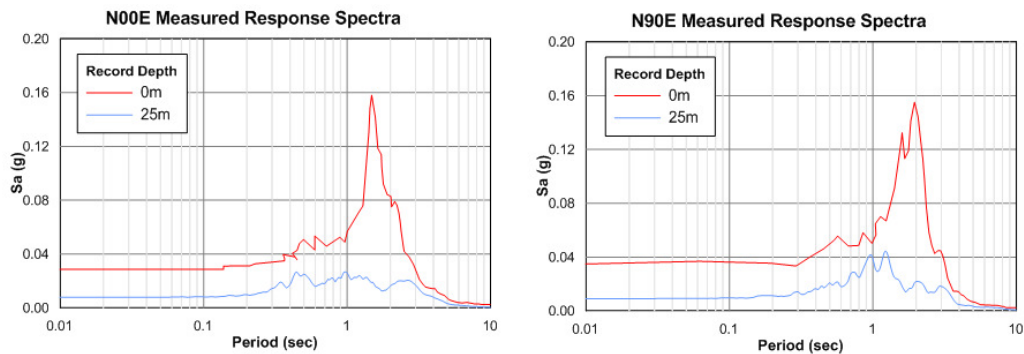 N00E Measured Response Spectra
0.20
0.16
0.12
0.08
0.04
0.00
Sa (g)
Record Depth
0m
25m
0.01
0.1
1
10
Period (sec)
N90E Measured Response Spectra
0.20
0.16
0.12
0.08
0.04
0.00
Sa (g)
Record Depth
0m
25m
0.01
0.1
1
10
Period (sec)